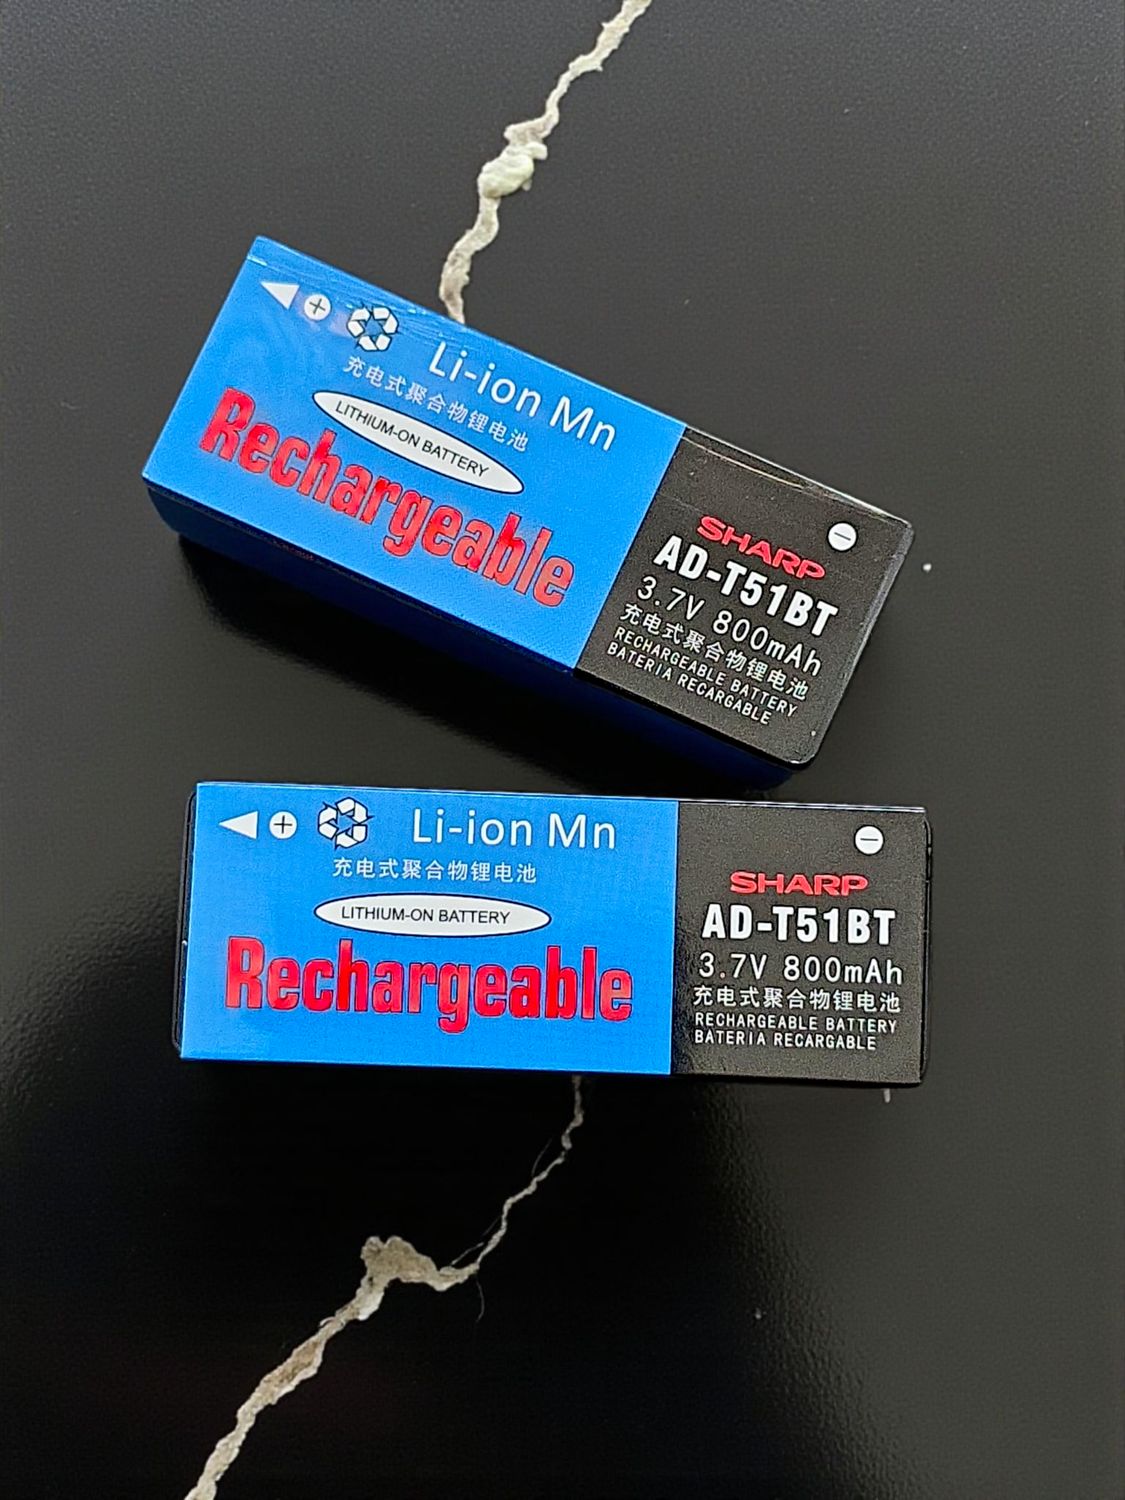 Li-ion Mn
充电式聚合物锂电池
LITHIUM-ON BATTERY
Rechargeable
SHARP
AD-T51BT
3.7V 800mAh
充电式聚合物锂电池
RECHARGEABLE BATTERY
BATERIA RECARGABLE
Li-ion Mn
充电式聚合物锂电池
LITHIUM-ON BATTERY
Rechargeable
SHARP
AD-T51BT
3.7V 800mAh
充电式聚合物锂电池
RECHARGEABLE BATTERY
BATERIA RECARGABLE